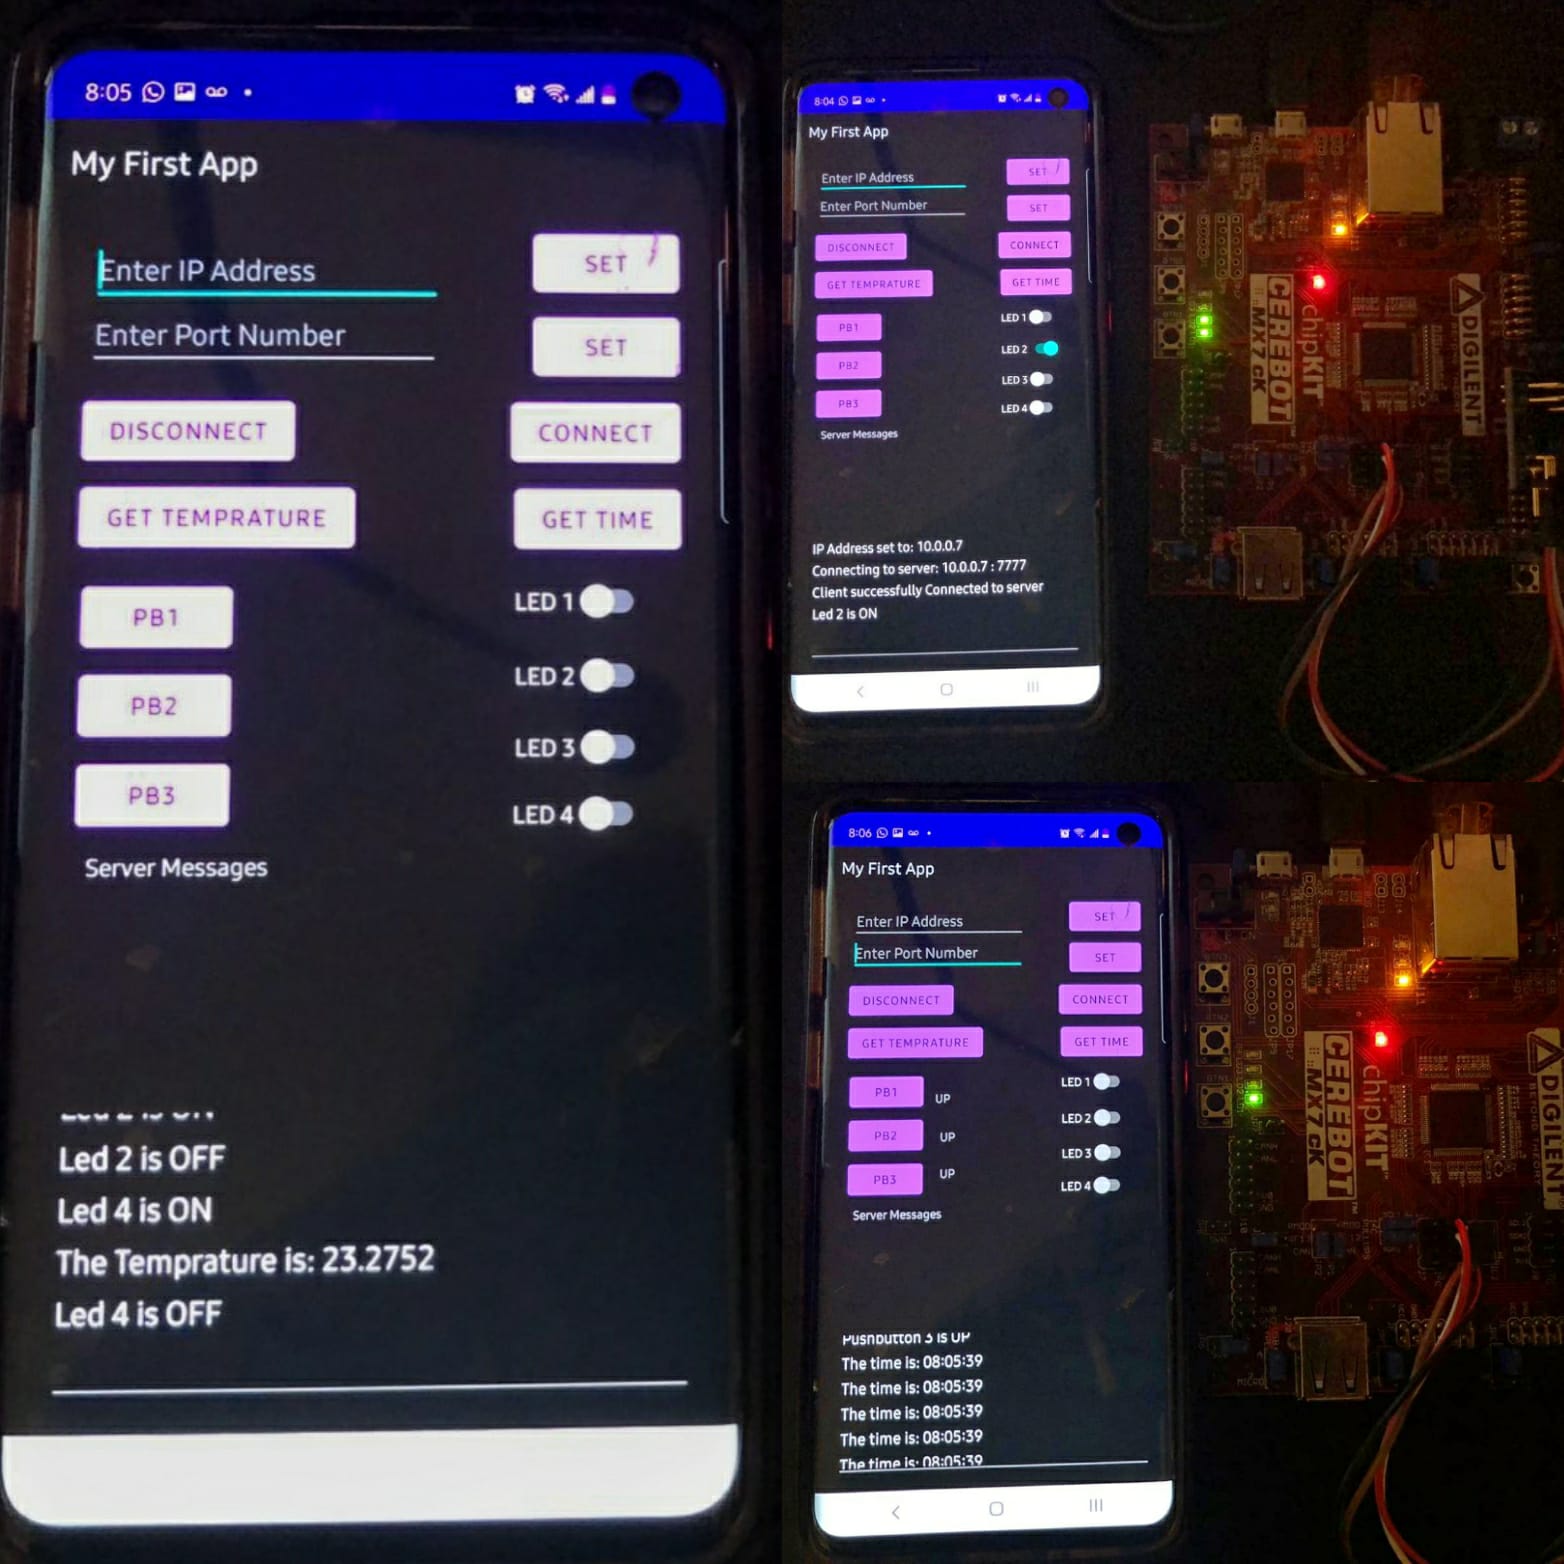 8:05
My First App
Enter IP Address
SET
Enter Port Number
SET
DISCONNECT
CONNECT
GET TEMPRATURE
GET TIME
PB1
LED 1
PB2
LED 2
LED 3
PB3
LED 4
Server Messages
Led 2 is ON
Led 2 is OFF
Led 4 is ON
The Temprature is: 23.2752
Led 4 is OFF
8:04
My First App
Enter IP Address
SET
Enter Port Number
SET
DISCONNECT
CONNECT
GET TEMPRATURE
GET TIME
PB1
LED 1
LED 2
PB2
LED 3
PB3
LED 4
Server Messages
IP Address set to: 10.0.0.7
Connecting to server: 10.0.0.7 : 7777
Client successfully Connected to server
Led 2 is ON
CEREBOT
MX7 CK
chipKIT
DIGILENT
8:06
My First App
Enter IP Address
SET
Enter Port Number
SET
DISCONNECT
CONNECT
GET TEMPRATURE
GET TIME
PB1 UP
LED 1
PB2 UP
LED 2
LED 3
PB3 UP
LED 4
Server Messages
Pushbutton 3 is UP
The time is: 08:05:39
The time is: 08:05:39
The time is: 08:05:39
The time is: 08:05:39
The time is: 08:05:39
CEREBOT
MX7 CK
chipKIT
DIGILENT